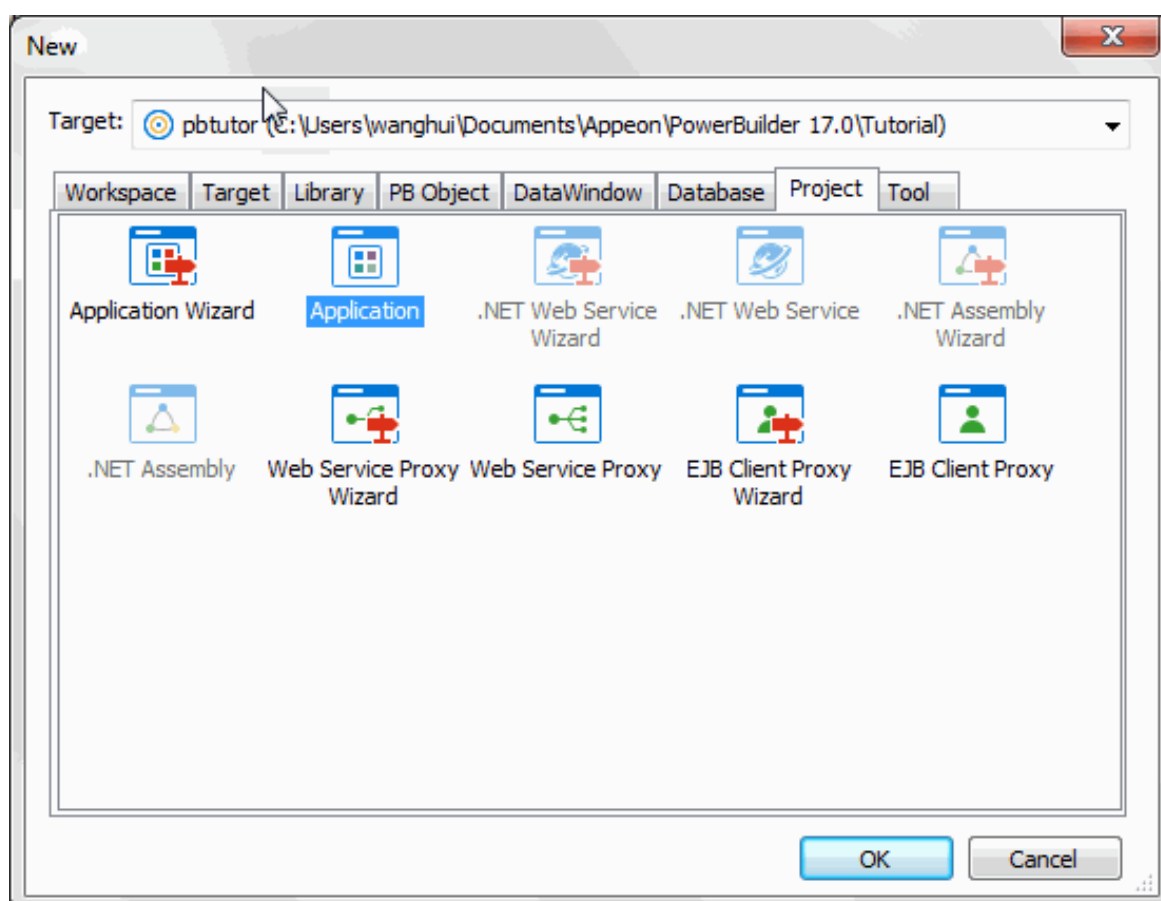 New
Target: pbtutor (C:\Users\wanghui\Documents\Appeon\PowerBuilder 17.0\Tutorial)
Workspace Target Library PB Object DataWindow Database Project Tool
Application Wizard Application .NET Web Service .NET Web Service .NET Assembly
Wizard Wizard
.NET Assembly Web Service Proxy Web Service Proxy EJB Client Proxy EJB Client Proxy
Wizard Wizard
OK Cancel